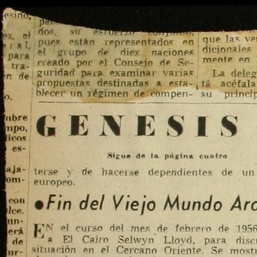 dos, su esfuerzo conjunto,
pues están representados en
el grupo de diez naciones
creado por el Consejo de Se-
guridad para examinar varias
propuestas destinadas a esta-
blecer un régimen de compen-
que las
dicionales
mente en
La deleg
tá acéfala
su princip
GENESIS
Sigue de la página cuatro
terse y de hacerse dependientes de un
europeo.
•Fin del Viejo Mundo Ara
EN el curso del mes de febrero de 1956
a El Cairo Selwyn Lloyd, para discu
situación en el Cercano Oriente. Se mostr